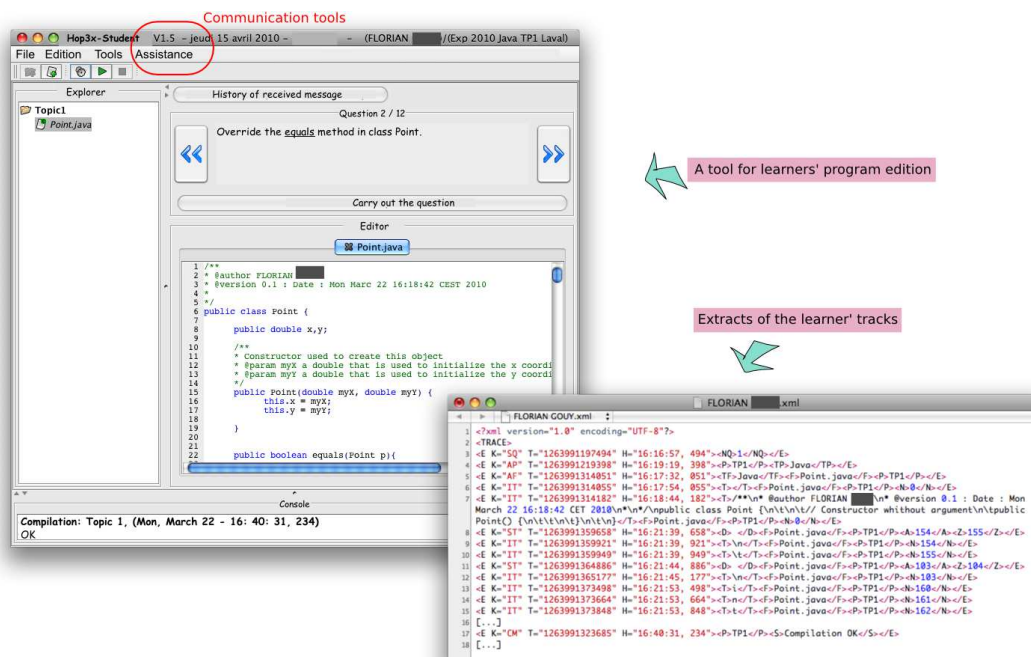 Communication tools
Hop3x-Student V1.5 - jeudi 15 avril 2010 - - (FLORIAN /(Exp 2010 Java TP1 Laval)
File Edition Tools Assistance
Explorer
Topic1
Point.java
History of received message
Question 2 / 12
Override the equals method in class Point.
Carry out the question
Editor
Point.java
1 /**
2 * @author FLORIAN
3 * @version 0.1 : Date : Mon Marc 22 16:18:42 CEST 2010
4 *
5 */
6 public class Point {
7
8 public double x,y;
9
10 /**
11 * Constructor used to create this object
12 * @param myX a double that is used to initialize the x coordi
13 * @param myX a double that is used to initialize the y coordi
14 */
15 public Point(double myX, double myY) {
16 this.x = myX;
17 this.y = myY;
18
19 }
20
21
22 public boolean equals(Point p){
Console
Compilation: Topic 1, (Mon, March 22 - 16: 40: 31, 234)
OK
A tool for learners' program edition
Extracts of the learner' tracks
FLORIAN .xml
FLORIAN GOUY.xml
1 <?xml version="1.0" encoding="UTF-8"?>
2 <TRACE>
3 <E K="SQ" T="1263991197494" H="16:16:57, 494"><NQ>1</NQ></E>
4 <E K="AP" T="1263991219398" H="16:19:19, 398"><P>TP1</P><TP>Java</TP></E>
5 <E K="AF" T="1263991314051" H="16:17:32, 051"><TF>Java</TF><F>Point.java</F><P>TP1</P></E>
6 <E K="IT" T="1263991314055" H="16:17:54, 055"><T></T><F>Point.java</F><P>TP1</P><N>0</N></E>
7 <E K="IT" T="1263991314182" H="16:18:44, 182"><T>/**\n* @author FLORIAN \n* @version 0.1 : Date : Mon
March 22 16:18:42 CET 2010\n*\n*/\npublic class Point {\n\t\n\t// Constructor whithout argument\n\tpublic
Point() {\n\t\t\n\t}\n\t\n}</T><F>Point.java</F><P>TP1</P><N>0</N></E>
8 <E K="ST" T="1263991359658" H="16:21:39, 658"><D> </D><F>Point.java</F><P>TP1</P><A>154</A><Z>155</Z></E>
9 <E K="IT" T="1263991359921" H="16:21:39, 921"><T>\n</T><F>Point.java</F><P>TP1</P><N>154</N></E>
10 <E K="IT" T="1263991359949" H="16:21:39, 949"><T>\t</T><F>Point.java</F><P>TP1</P><N>155</N></E>
11 <E K="ST" T="1263991364886" H="16:21:44, 886"><D> </D><F>Point.java</F><P>TP1</P><A>103</A><Z>104</Z></E>
12 <E K="IT" T="1263991365177" H="16:21:45, 177"><T>\n</T><F>Point.java</F><P>TP1</P><N>103</N></E>
13 <E K="IT" T="1263991373498" H="16:21:53, 498"><T>i</T><F>Point.java</F><P>TP1</P><N>160</N></E>
14 <E K="IT" T="1263991373664" H="16:21:53, 664"><T>n</T><F>Point.java</F><P>TP1</P><N>161</N></E>
15 <E K="IT" T="1263991373848" H="16:21:53, 848"><T>t</T><F>Point.java</F><P>TP1</P><N>162</N></E>
16 [...]
17 <E K="CM" T="1263991323685" H="16:40:31, 234"><P>TP1</P><S>Compilation OK</S></E>
18 [...]